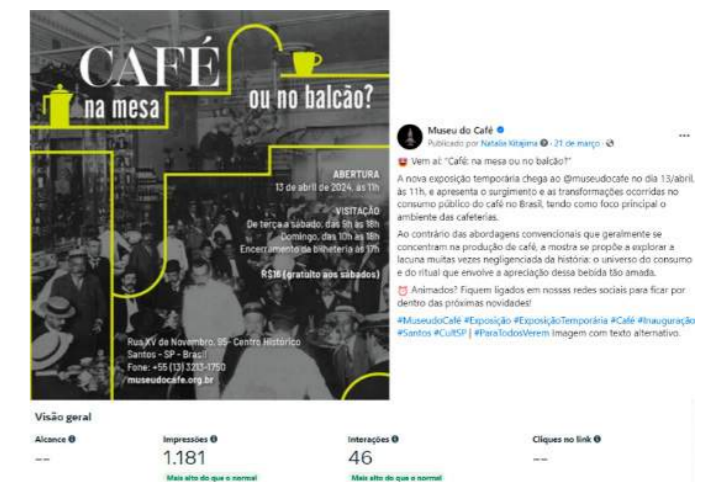 CAFÉ
na mesa
ou no balcão?
ABERTURA
13 de abril de 2024, às 11h
VISITAÇÃO
De terça a sábado, das 9h às 18h
Domingo, das 10h às 18h
Encerramento da bilheteria às 17h
R$16 (gratuito aos sábados)
Rua XV de Novembro, 95- Centro Histórico
Santos - SP - Brasil
Fone: +55 (13) 3213-1750
museudocafe.org.br
Museu do Café
Publicado por Natalia Kitajima · 21 de março ·
Vem aí: "Café: na mesa ou no balcão?"
A nova exposição temporária chega ao @museudocafe no dia 13/abril,
às 11h, e apresenta o surgimento e as transformações ocorridas no
consumo público do café no Brasil, tendo como foco principal o
ambiente das cafeterias.
Ao contrário das abordagens convencionais que geralmente se
concentram na produção de café, a mostra se propõe a explorar a
lacuna muitas vezes negligenciada da história: o universo do consumo
e do ritual que envolve a apreciação dessa bebida tão amada.
Animados? Fiquem ligados em nossas redes sociais para ficar por
dentro das próximas novidades!
#MuseudoCafé #Exposição #ExposiçãoTemporária #Café #Inauguração
#Santos #CultSP | #ParaTodosVerem Imagem com texto alternativo.
Visão geral
Alcance
Impressões
Interações
Cliques no link
--
1.181
46
--
Mais alto do que o normal
Mais alto do que o normal